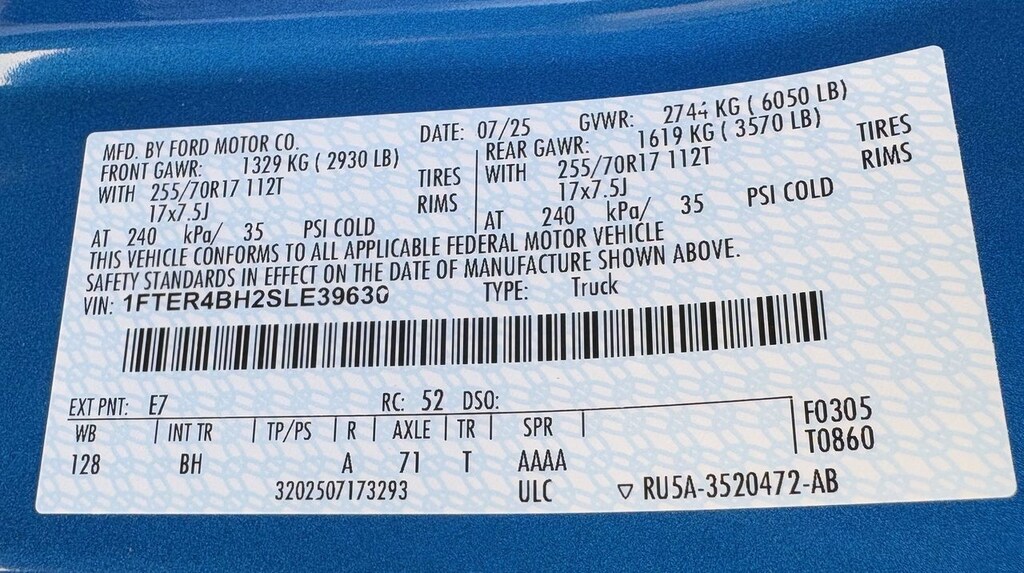 MFD. BY FORD MOTOR CO. DATE: 07/25 GVWR: 2744 KG ( 6050 LB)
FRONT GAWR: 1329 KG ( 2930 LB) REAR GAWR: 1619 KG ( 3570 LB)
WITH 255/70R17 112T TIRES WITH 255/70R17 112T TIRES
17x7.5J RIMS 17x7.5J RIMS
AT 240 kPa/ 35 PSI COLD AT 240 kPa/ 35 PSI COLD
THIS VEHICLE CONFORMS TO ALL APPLICABLE FEDERAL MOTOR VEHICLE
SAFETY STANDARDS IN EFFECT ON THE DATE OF MANUFACTURE SHOWN ABOVE.
VIN: 1FTER4BH2SLE39630 TYPE: Truck
EXT PNT: E7 RC: 52 DSO:
WB INT TR TP/PS R AXLE TR SPR F0305
128 BH A 71 T AAAA T0860
3202507173293 ULC ▽ RU5A-3520472-AB